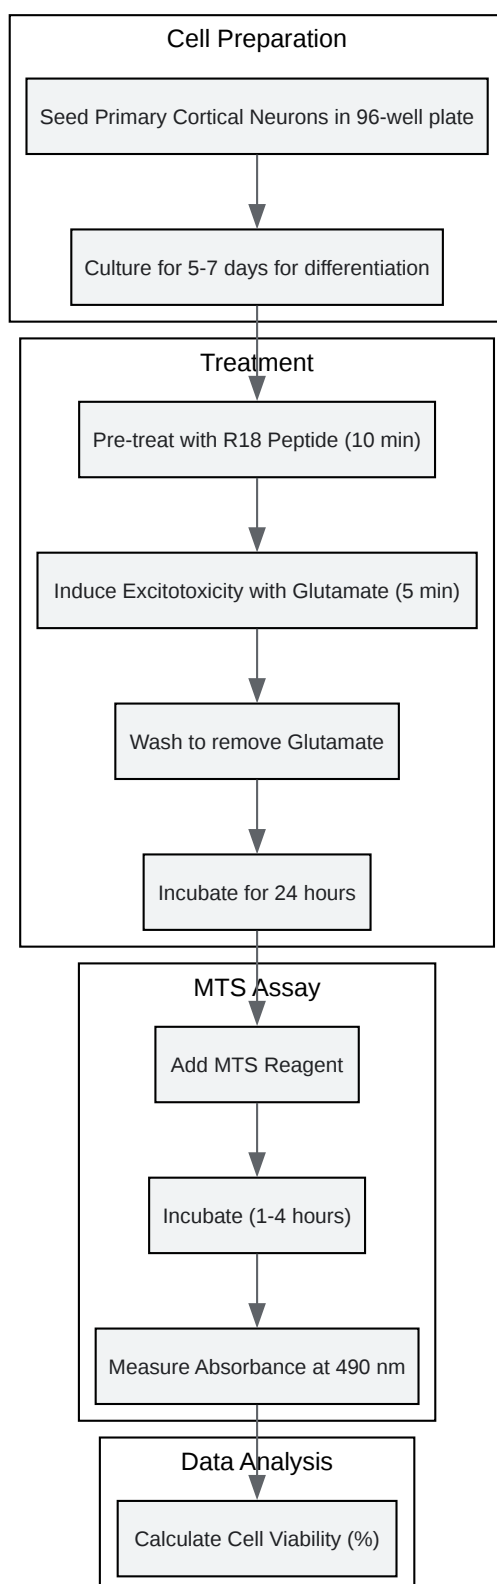 Cell Preparation
Seed Primary Cortical Neurons in 96-well plate
Culture for 5-7 days for differentiation
Treatment
Pre-treat with R18 Peptide (10 min)
Induce Excitotoxicity with Glutamate (5 min)
Wash to remove Glutamate
Incubate for 24 hours
MTS Assay
Add MTS Reagent
Incubate (1-4 hours)
Measure Absorbance at 490 nm
Data Analysis
Calculate Cell Viability (%)